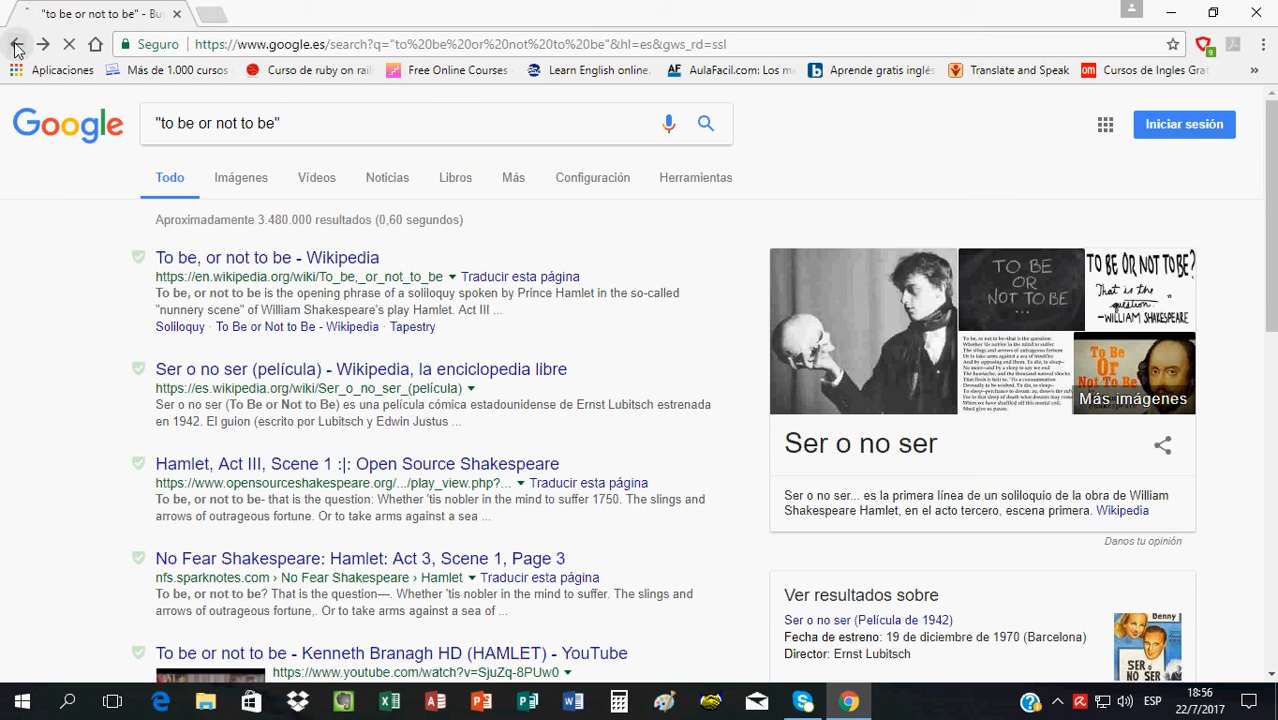 "to be or not to be" - Bu
Seguro
https://www.google.es/search?q="to%20be%20or%20not%20to%20be"&hl=es&gws_rd=ssl
9
Aplicaciones
Más de 1.000 cursos
Curso de ruby on rail
Free Online Courses
Learn English online
AulaFacil.com: Los me
Aprende gratis inglés
Translate and Speak
Cursos de Ingles Grat
Google
"to be or not to be"
Iniciar sesión
Todo
Imágenes
Vídeos
Noticias
Libros
Más
Configuración
Herramientas
Aproximadamente 3.480.000 resultados (0,60 segundos)
To be, or not to be - Wikipedia
https://en.wikipedia.org/wiki/To_be,_or_not_to_be Traducir esta página
To be, or not to be is the opening phrase of a soliloquy spoken by Prince Hamlet in the so-called
"nunnery scene" of William Shakespeare's play Hamlet. Act III ...
Soliloquy · To Be or Not to Be - Wikipedia · Tapestry
Ser o no ser (película) - Wikipedia, la enciclopedia libre
https://es.wikipedia.org/wiki/Ser_o_no_ser_(película)
Ser o no ser (To Be or Not to Be) es una película cómica estadounidense de Ernst Lubitsch estrenada
en 1942. El guion (escrito por Lubitsch y Edwin Justus ...
Hamlet, Act III, Scene 1 :|: Open Source Shakespeare
https://www.opensourceshakespeare.org/.../play_view.php?... Traducir esta página
To be, or not to be- that is the question: Whether 'tis nobler in the mind to suffer 1750. The slings and
arrows of outrageous fortune. Or to take arms against a sea ...
No Fear Shakespeare: Hamlet: Act 3, Scene 1, Page 3
nfs.sparknotes.com › No Fear Shakespeare › Hamlet Traducir esta página
To be, or not to be? That is the question—. Whether 'tis nobler in the mind to suffer. The slings and
arrows of outrageous fortune,. Or to take arms against a sea of ...
To be or not to be - Kenneth Branagh HD (HAMLET) - YouTube
https://www.youtube.com/watch?v=SjuZq-8PUw0
TO BE
OR
NOT TO BE
...
TO BE OR NOT TO BE?
That is the
question.
-WILLIAM SHAKESPEARE
To Be
Or
Not To Be
Más imágenes
Ser o no ser
Ser o no ser... es la primera línea de un soliloquio de la obra de William
Shakespeare Hamlet, en el acto tercero, escena primera. Wikipedia
Danos tu opinión
Ver resultados sobre
Ser o no ser (Película de 1942)
Fecha de estreno: 19 de diciembre de 1970 (Barcelona)
Director: Ernst Lubitsch
Benny
SER
NO SER
ESP
18:56
22/7/2017